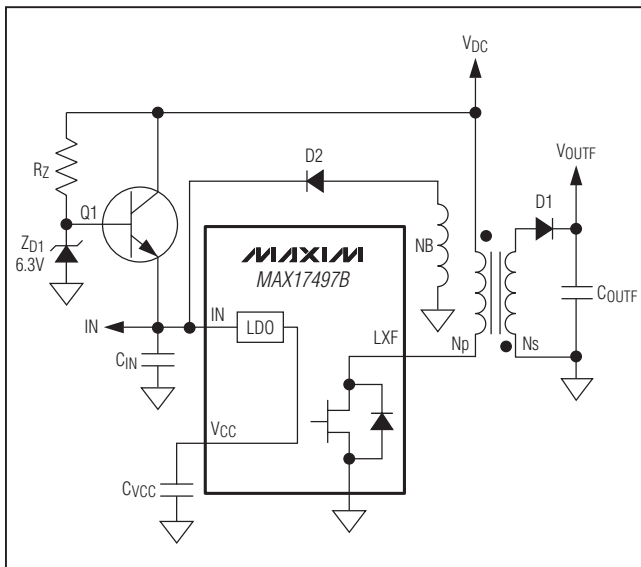 VDC
D2
RZ
VOUTF
D1
Q1
ZD1
6.3V
NB
MAXIM
MAX17497B
COUTF
IN
IN
LDO
LXF
Np
Ns
CIN
VCC
CVCC